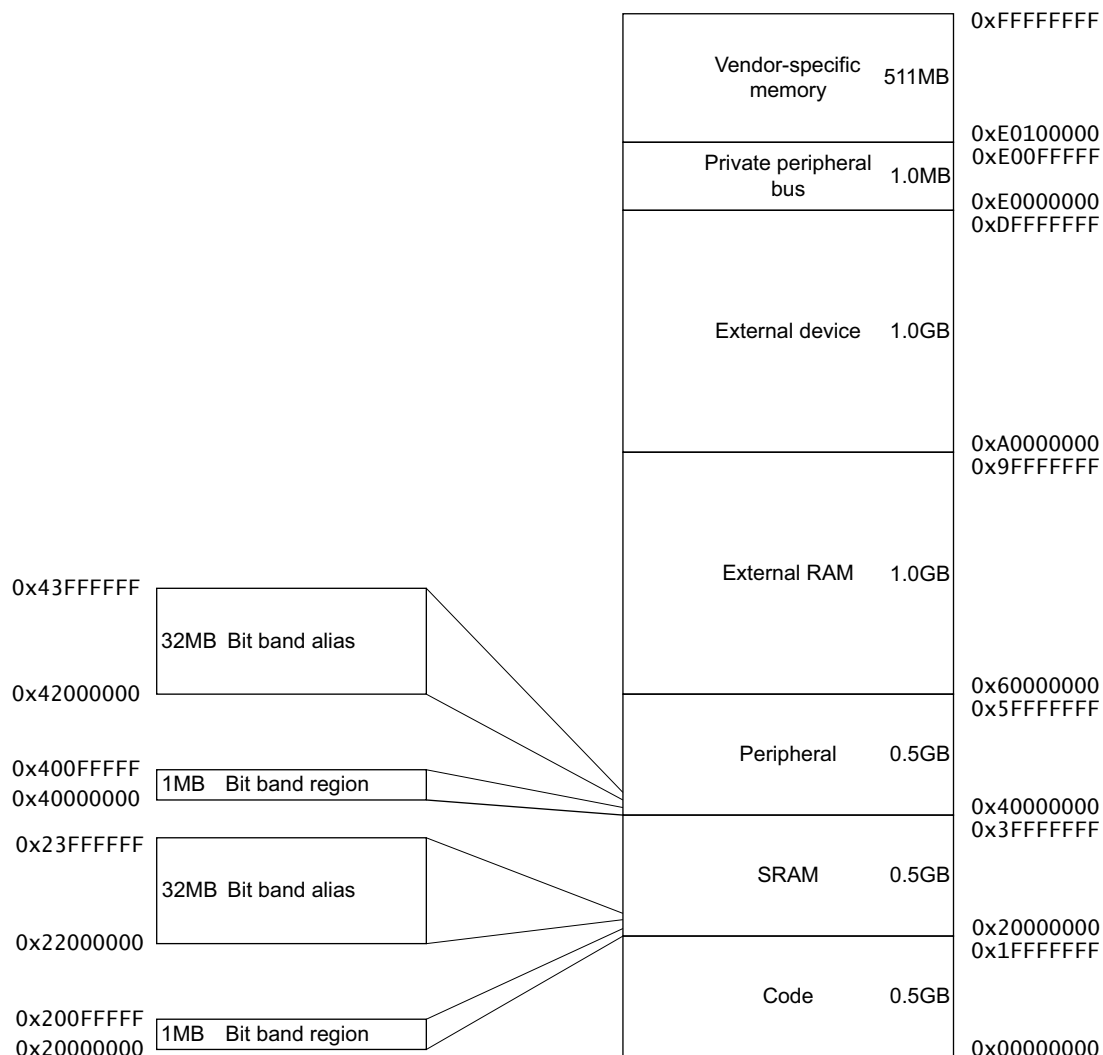 0xFFFFFFFF
Vendor-specific
memory
511MB
0xE0100000
0xE00FFFFF
Private peripheral
bus
1.0MB
0xE0000000
0xDFFFFFFF
External device
1.0GB
0xA0000000
0x9FFFFFFF
External RAM
1.0GB
0x60000000
0x5FFFFFFF
Peripheral
0.5GB
0x40000000
0x3FFFFFFF
SRAM
0.5GB
0x20000000
0x1FFFFFFF
Code
0.5GB
0x00000000
0x43FFFFFF
32MB Bit band alias
0x42000000
0x400FFFFF
1MB Bit band region
0x40000000
0x23FFFFFF
32MB Bit band alias
0x22000000
0x200FFFFF
1MB Bit band region
0x20000000